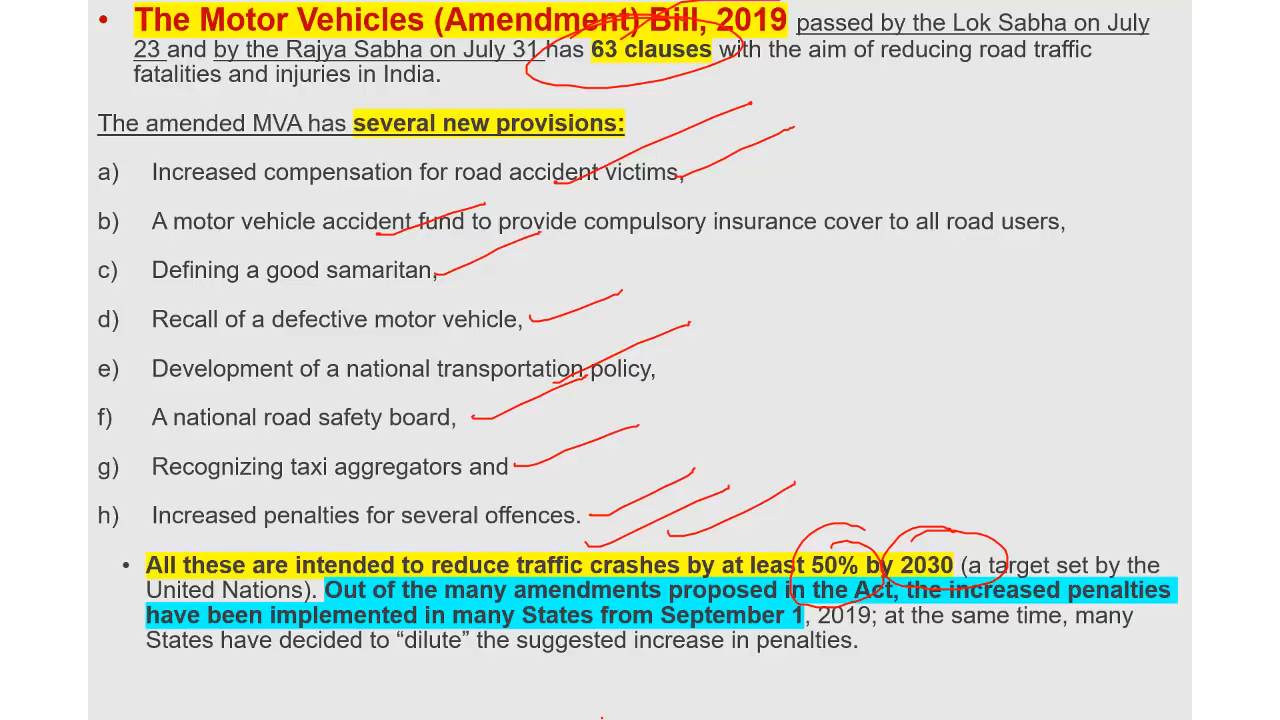 • The Motor Vehicles (Amendment) Bill, 2019 passed by the Lok Sabha on July
23 and by the Rajya Sabha on July 31 has 63 clauses with the aim of reducing road traffic
fatalities and injuries in India.
The amended MVA has several new provisions:
a) Increased compensation for road accident victims,
b) A motor vehicle accident fund to provide compulsory insurance cover to all road users,
c) Defining a good samaritan,
d) Recall of a defective motor vehicle,
e) Development of a national transportation policy,
f) A national road safety board,
g) Recognizing taxi aggregators and
h) Increased penalties for several offences.
• All these are intended to reduce traffic crashes by at least 50% by 2030 (a target set by the
United Nations). Out of the many amendments proposed in the Act, the increased penalties
have been implemented in many States from September 1, 2019; at the same time, many
States have decided to “dilute” the suggested increase in penalties.